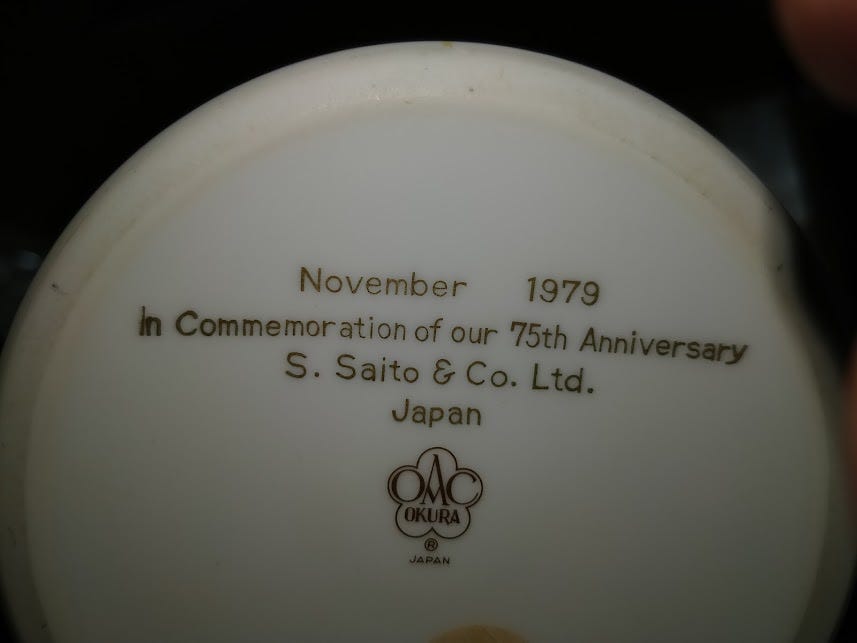 November 1979
In Commemoration of our 75th Anniversary
S. Saito & Co. Ltd.
Japan
OAC
OKURA
®
JAPAN